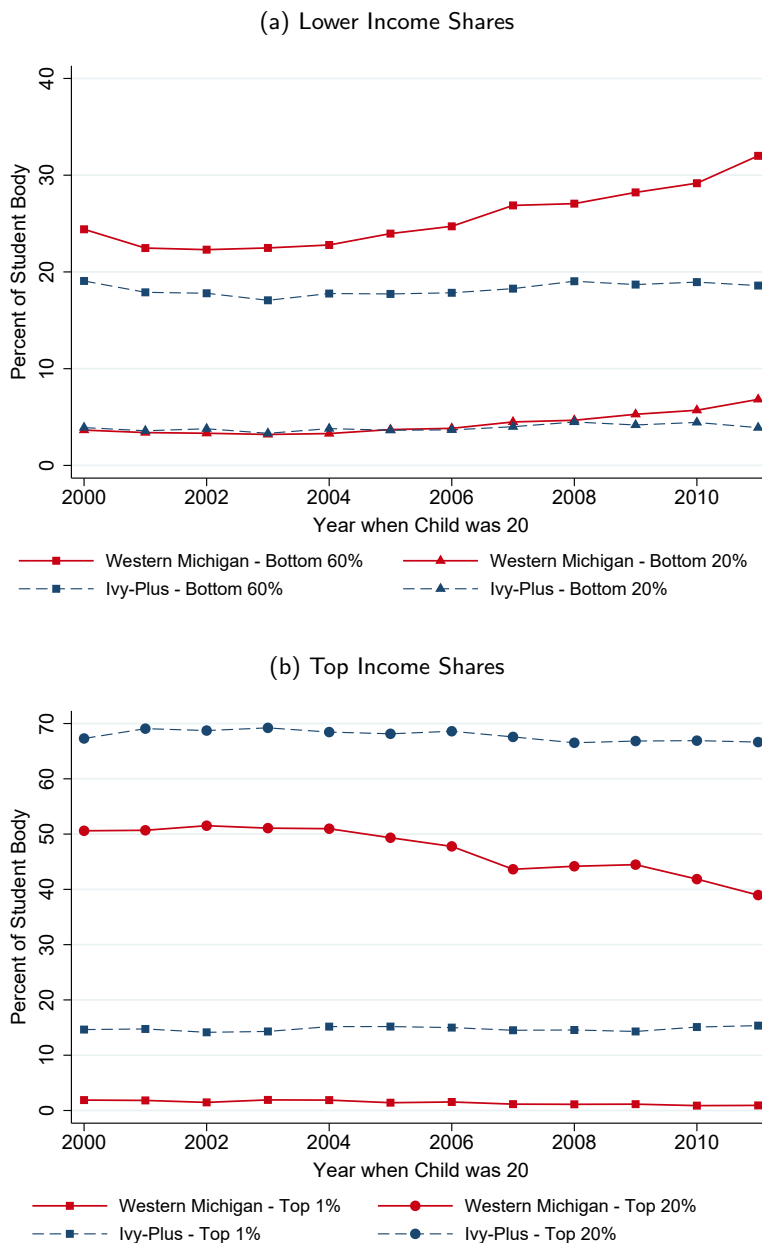 (a) Lower Income Shares
Percent of Student Body
40
30
20
10
0
2000 2002 2004 2006 2008 2010
Year when Child was 20
Western Michigan - Bottom 60% Western Michigan - Bottom 20%
Ivy-Plus - Bottom 60% Ivy-Plus - Bottom 20%
(b) Top Income Shares
Percent of Student Body
70
60
50
40
30
20
10
0
2000 2002 2004 2006 2008 2010
Year when Child was 20
Western Michigan - Top 1% Western Michigan - Top 20%
Ivy-Plus - Top 1% Ivy-Plus - Top 20%